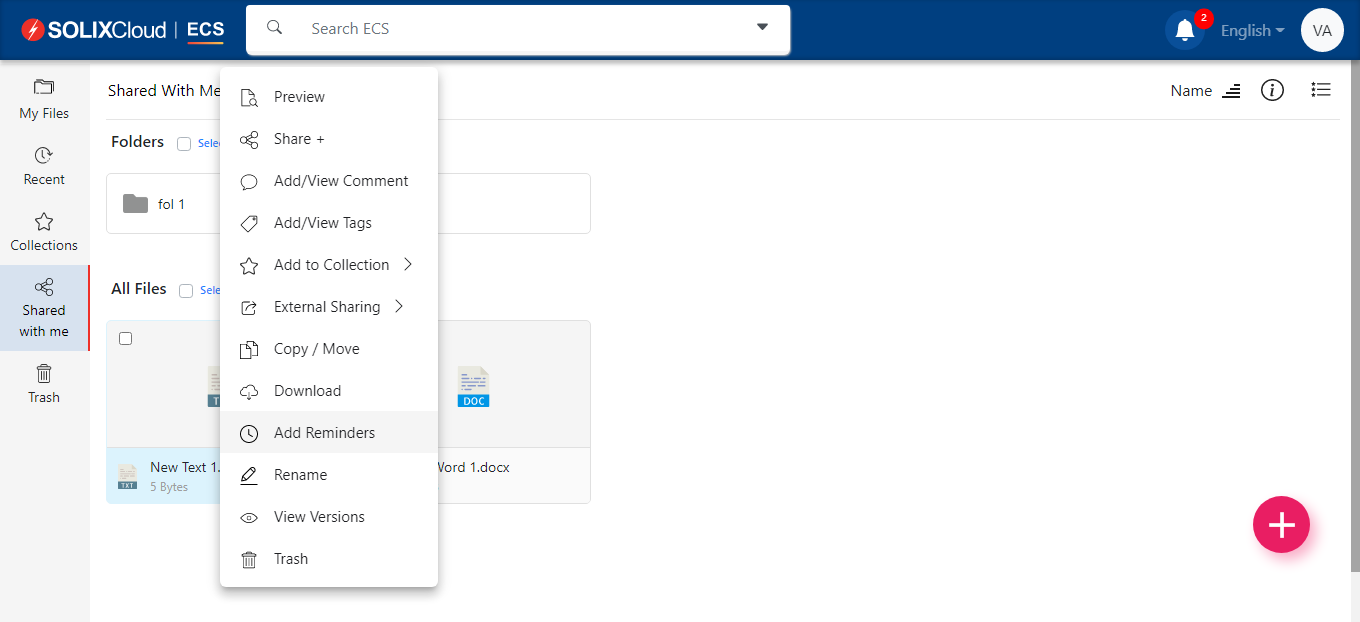 SOLIXCloud | ECS
Search ECS
2
English
VA
My Files
Recent
Collections
Shared
with me
Trash
Shared With Me
Name
Folders
fol 1
All Files
DOC
New Text 1.
5 Bytes
TXT
Word 1.docx
Preview
Share +
Add/View Comment
Add/View Tags
Add to Collection
External Sharing
Copy / Move
Download
Add Reminders
Rename
View Versions
Trash